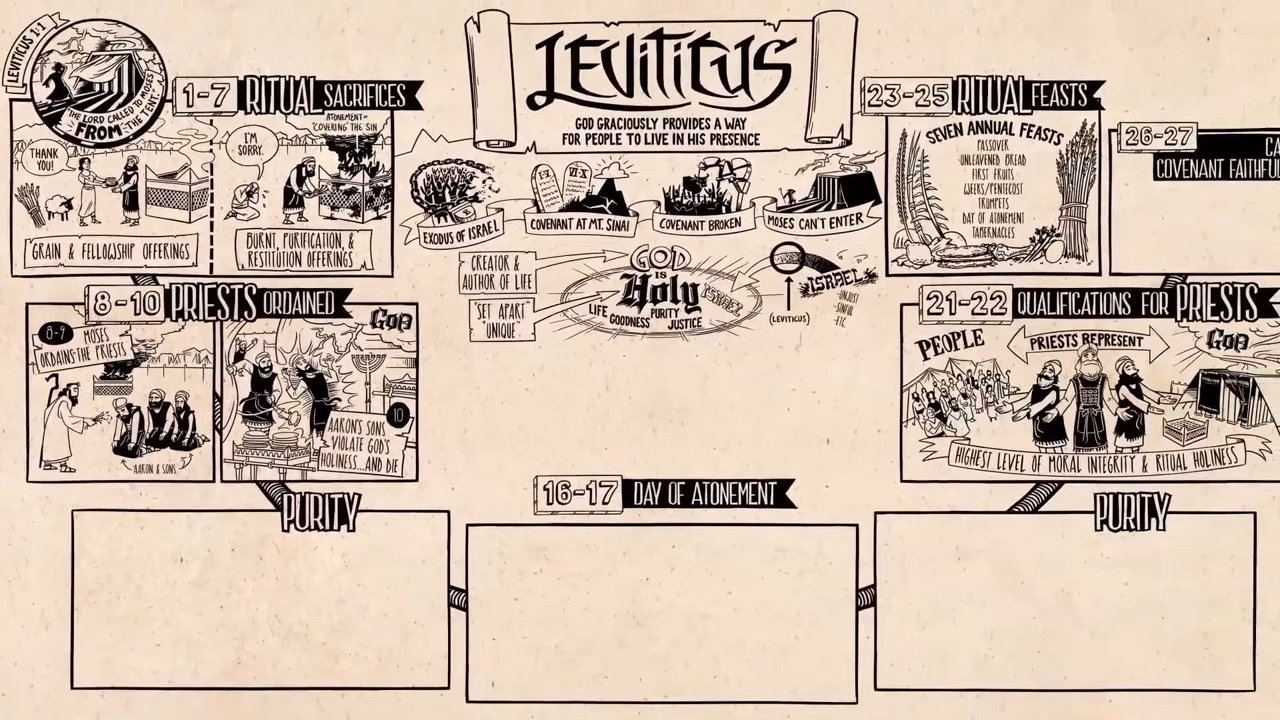 LEVITICUS 1:1
THE LORD CALLED TO MOSES
FROM THE TENT
1-7 RITUAL SACRIFICES
THANK
YOU!
I'M
SORRY.
ATONEMENT=
"COVERING" THE SIN
GRAIN & FELLOWSHIP OFFERINGS
BURNT, PURIFICATION, &
RESTITUTION OFFERINGS
LEVITICUS
GOD GRACIOUSLY PROVIDES A WAY
FOR PEOPLE TO LIVE IN HIS PRESENCE
EXODUS OF ISRAEL
COVENANT AT MT. SINAI
COVENANT BROKEN
MOSES CAN'T ENTER
CREATOR &
AUTHOR OF LIFE
"SET APART"
"UNIQUE"
GOD
IS
Holy
ISRAEL
LIFE
GOODNESS
PURITY
JUSTICE
(LEVITICUS)
ISRAEL
-UNJUST
-SINFUL
-ETC.
23-25 RITUAL FEASTS
SEVEN ANNUAL FEASTS
PASSOVER
UNLEAVENED BREAD
FIRST FRUITS
WEEKS/PENTECOST
TRUMPETS
DAY OF ATONEMENT
TABERNACLES
26-27
CA
COVENANT FAITHFUL
8-10 PRIESTS ORDAINED
8-9 MOSES
ORDAINS THE PRIESTS
AARON & SONS
GOD
10
AARON'S SONS
VIOLATE GOD'S
HOLINESS...AND DIE
21-22 QUALIFICATIONS FOR PRIESTS
PEOPLE
PRIESTS REPRESENT
GOD
HIGHEST LEVEL OF MORAL INTEGRITY & RITUAL HOLINESS
PURITY
16-17 DAY OF ATONEMENT
PURITY